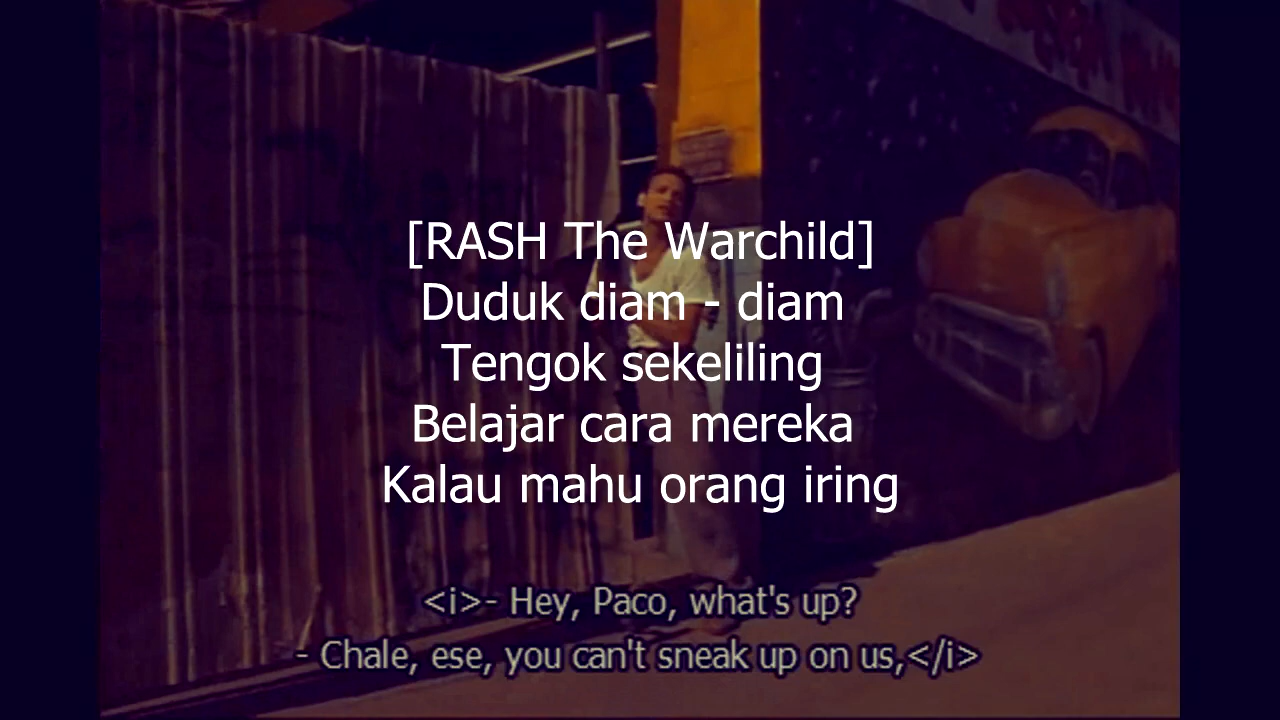 [RASH The Warchild]
Duduk diam - diam
Tengok sekeliling
Belajar cara mereka
Kalau mahu orang iring
<i>- Hey, Paco, what's up?
- Chale, ese, you can't sneak up on us,</i>